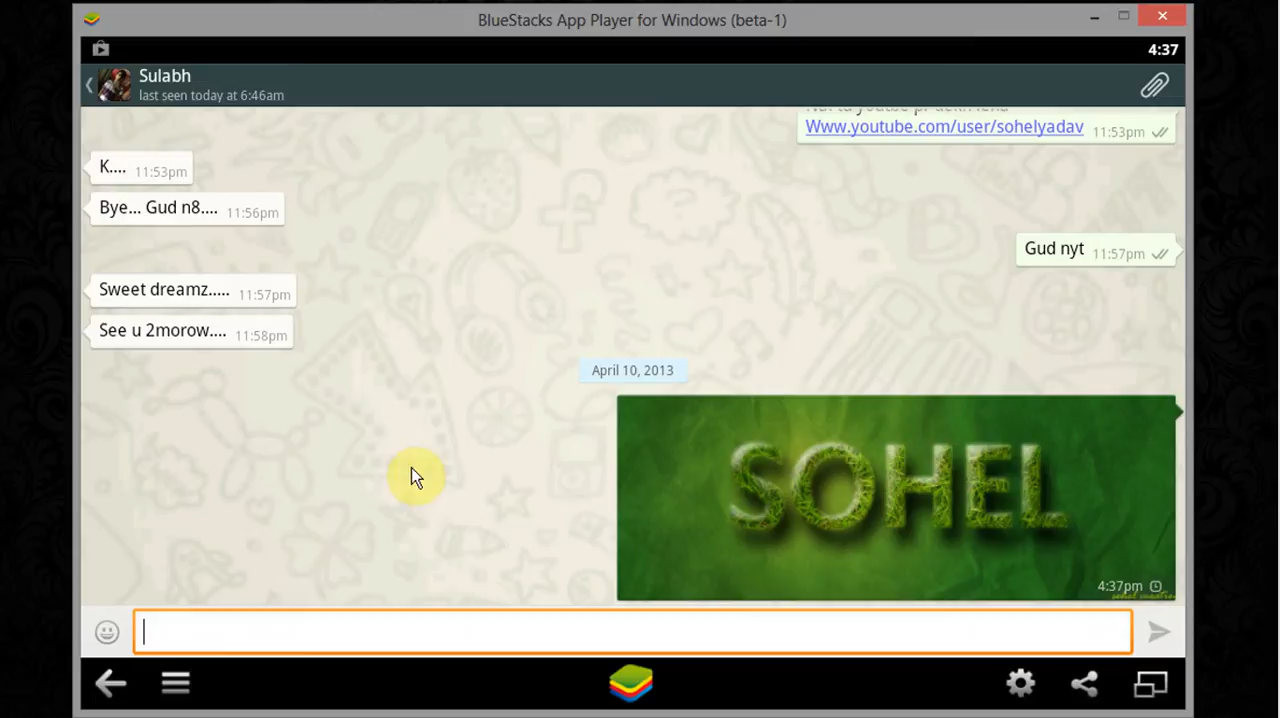 BlueStacks App Player for Windows (beta-1)
4:37
Sulabh
last seen today at 6:46am
Www.youtube.com/user/sohelyadav 11:53pm
K.... 11:53pm
Bye... Gud n8.... 11:56pm
Gud nyt 11:57pm
Sweet dreamz..... 11:57pm
See u 2morow.... 11:58pm
April 10, 2013
SOHEL
4:37pm